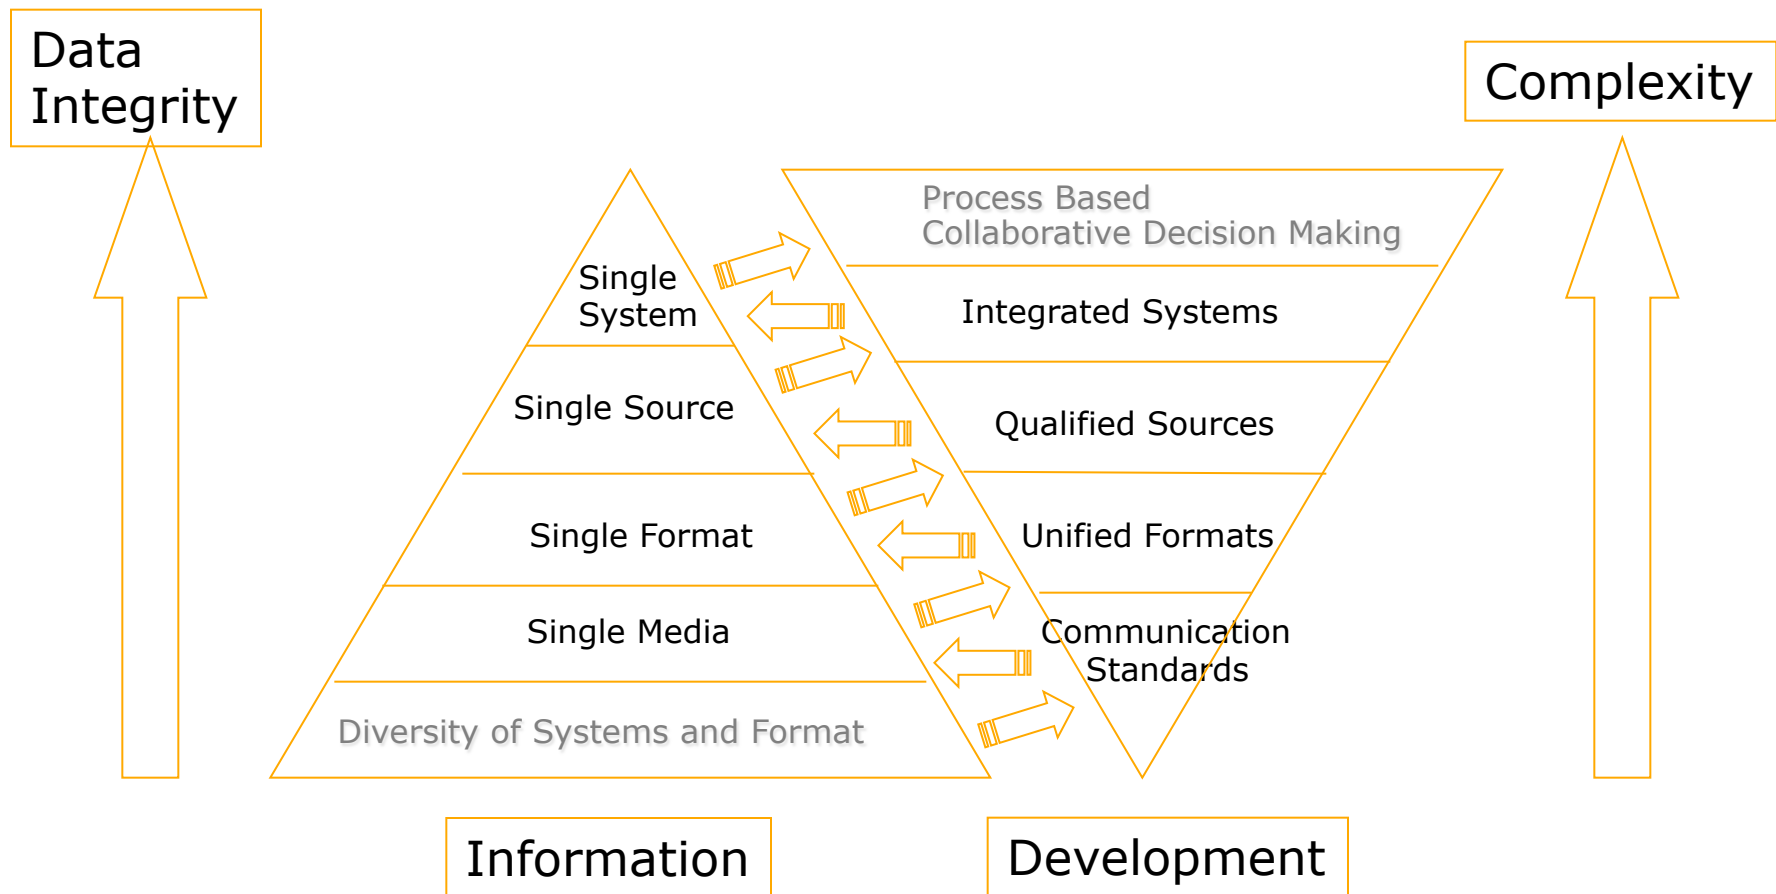 Data
Integrity
Complexity
Process Based
Collaborative Decision Making
Single
System
Integrated Systems
Single Source
Qualified Sources
Single Format
Unified Formats
Single Media
Communication
Standards
Diversity of Systems and Format
Information
Development